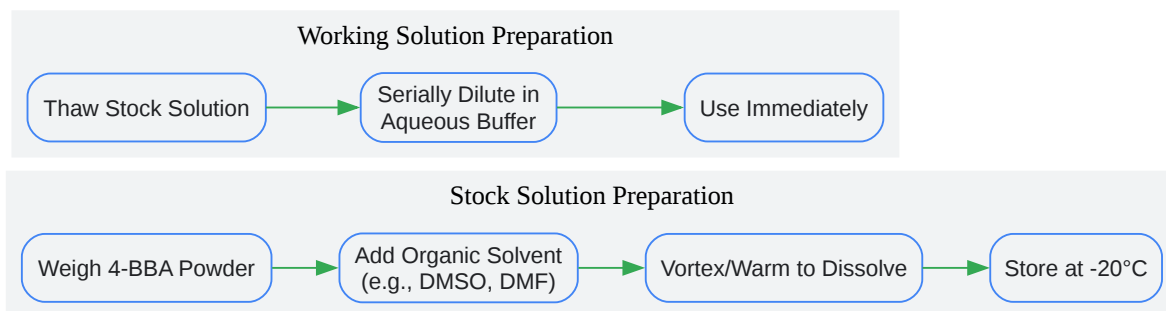 Working Solution Preparation
Thaw Stock Solution
Serially Dilute in
Aqueous Buffer
Use Immediately
Stock Solution Preparation
Weigh 4-BBA Powder
Add Organic Solvent
(e.g., DMSO, DMF)
Vortex/Warm to Dissolve
Store at -20°C